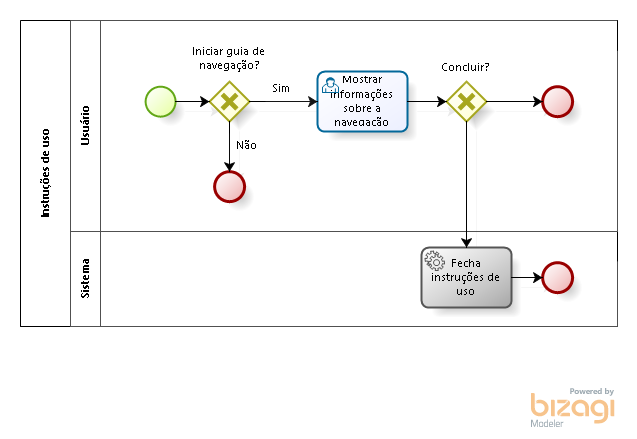 Instruções de uso
Usuário
Iniciar guia de
navegação?
Sim
Não
Mostrar
informações
sobre a
navegação
Concluir?
Sistema
Fecha
instruções de
uso
Powered by
bizagi
Modeler